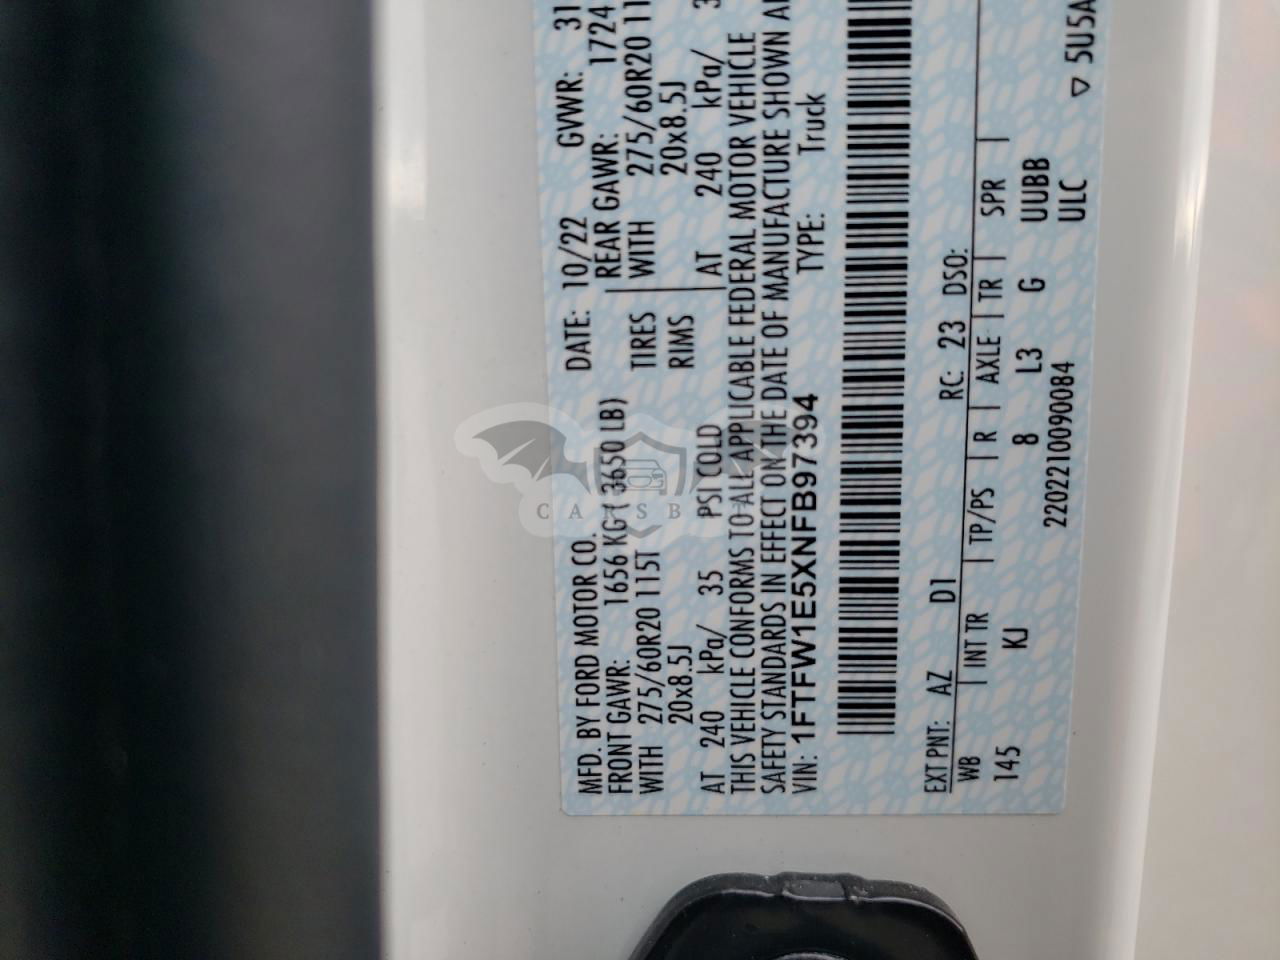 MFD. BY FORD MOTOR CO. DATE: 10/22 GVWR: 31
FRONT GAWR: 1656 KG ( 3650 LB) REAR GAWR: 1724
WITH 275/60R20 115T TIRES WITH 275/60R20 11
20x8.5J RIMS 20x8.5J
AT 240 kPa/ 35 PSI COLD AT 240 kPa/ 3
THIS VEHICLE CONFORMS TO ALL APPLICABLE FEDERAL MOTOR VEHICLE
SAFETY STANDARDS IN EFFECT ON THE DATE OF MANUFACTURE SHOWN A
VIN: 1FTFW1E5XNFB97394 TYPE: Truck
EXT PNT: AZ D1 RC: 23 DSO:
WB | INT TR | TP/PS | R | AXLE | TR | SPR |
145 KJ 8 L3 G UUBB
2202210090084 ULC
▽ 5U5A
CARSB